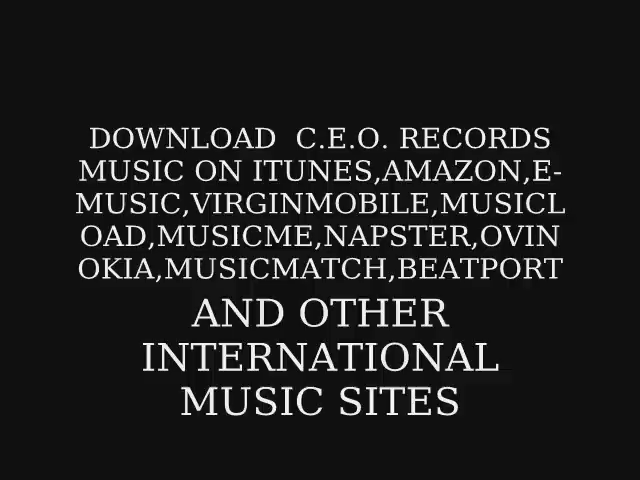 DOWNLOAD  C.E.O. RECORDS
MUSIC ON ITUNES,AMAZON,E-
MUSIC,VIRGINMOBILE,MUSICL
OAD,MUSICME,NAPSTER,OVIN
OKIA,MUSICMATCH,BEATPORT
AND OTHER
INTERNATIONAL
MUSIC SITES